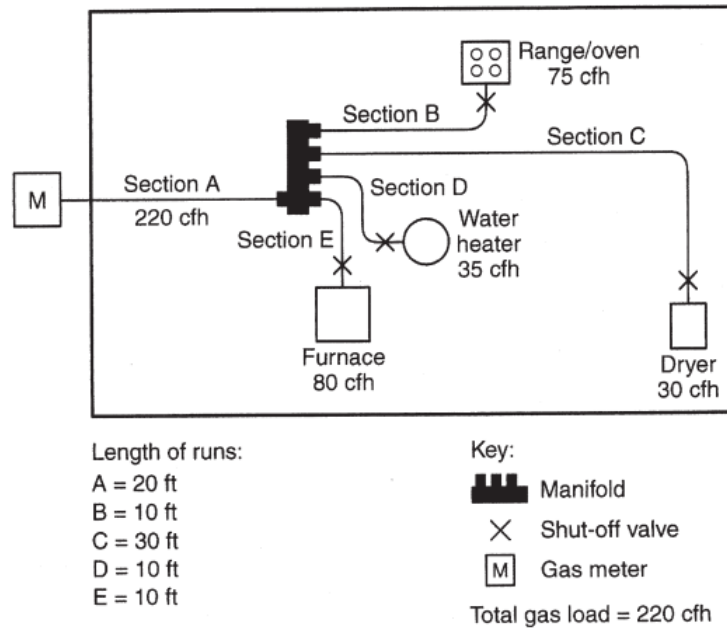 Range/oven
75 cfh
Section B
Section C
Section A
220 cfh
M
Section D
Section E
Water
heater
35 cfh
Furnace
80 cfh
Dryer
30 cfh
Length of runs:
A = 20 ft
B = 10 ft
C = 30 ft
D = 10 ft
E = 10 ft
Key:
Manifold
Shut-off valve
M Gas meter
Total gas load = 220 cfh